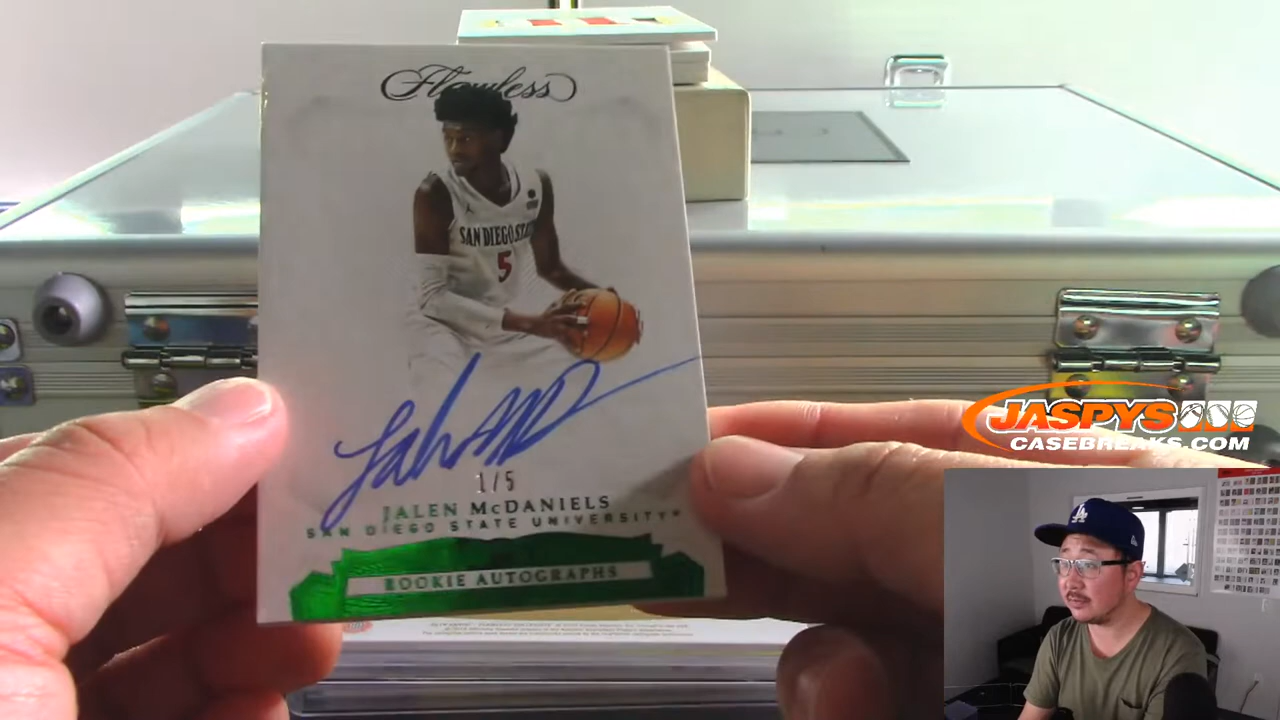 Flawless
SAN DIEGO STATE
5
1/5
JALEN McDANIELS
SAN DIEGO STATE UNIVERSITY
ROOKIE AUTOGRAPHS
JASPYS
CASEBREAKS.COM
LA